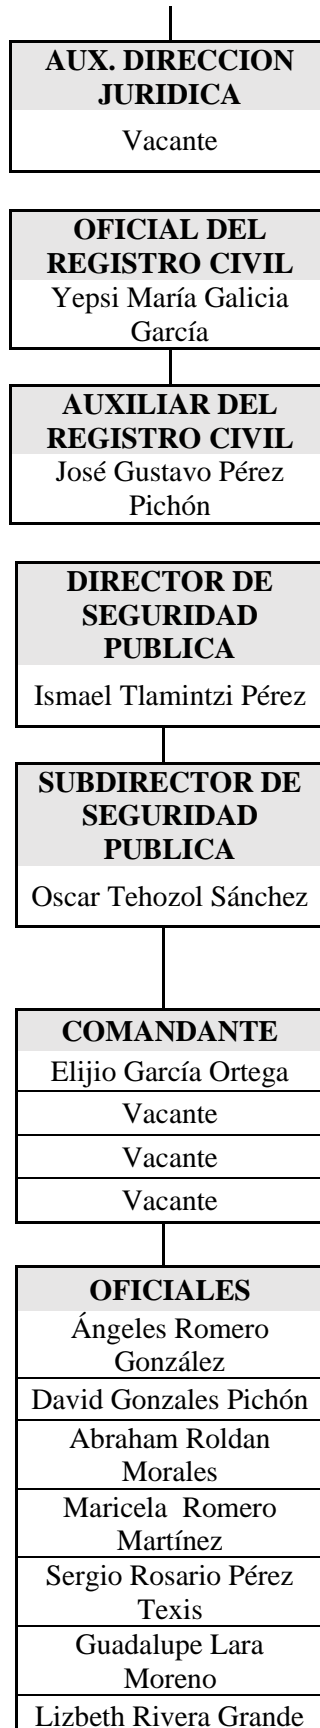 AUX. DIRECCION
JURIDICA
Vacante
OFICIAL DEL
REGISTRO CIVIL
Yepsi María Galicia
García
AUXILIAR DEL
REGISTRO CIVIL
José Gustavo Pérez
Pichón
DIRECTOR DE
SEGURIDAD
PUBLICA
Ismael Tlamintzi Pérez
SUBDIRECTOR DE
SEGURIDAD
PUBLICA
Oscar Tehozol Sánchez
COMANDANTE
Elijio García Ortega
Vacante
Vacante
Vacante
OFICIALES
Ángeles Romero
González
David Gonzales Pichón
Abraham Roldan
Morales
Maricela  Romero
Martínez
Sergio Rosario Pérez
Texis
Guadalupe Lara
Moreno
Lizbeth Rivera Grande